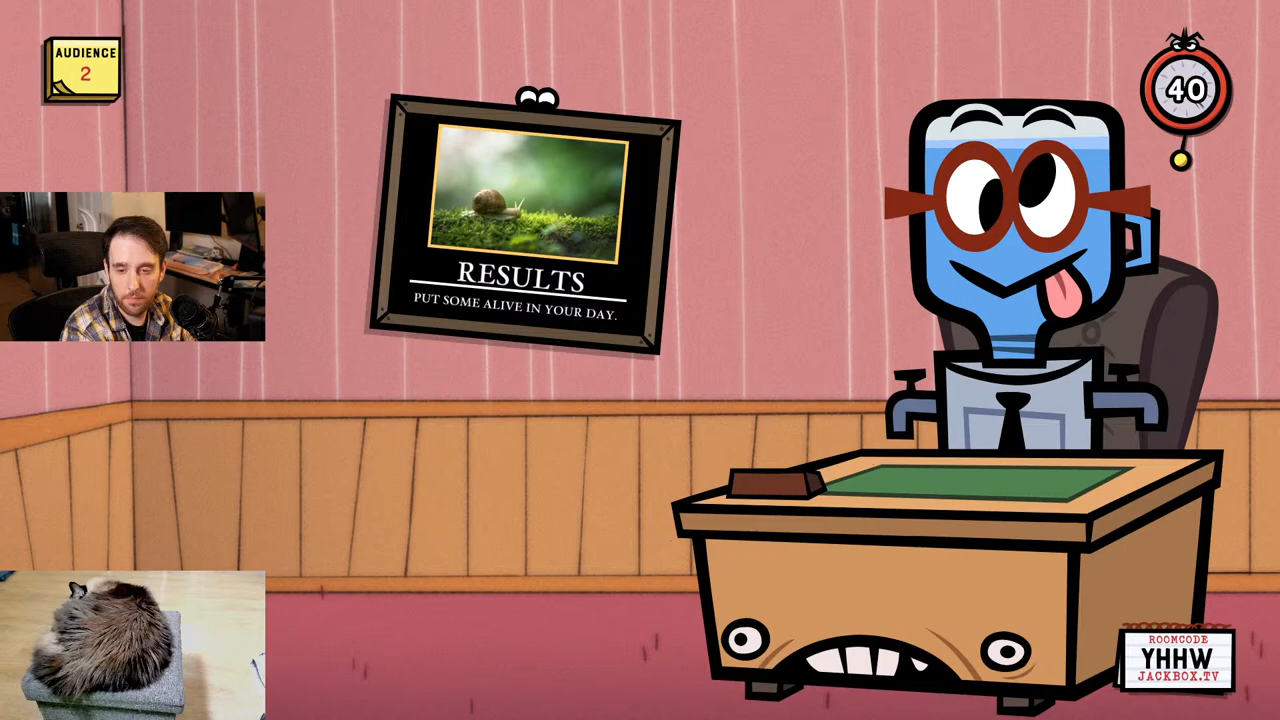 AUDIENCE
2
40
RESULTS
PUT SOME ALIVE IN YOUR DAY.
ROOMCODE
YHHW
JACKBOX.TV